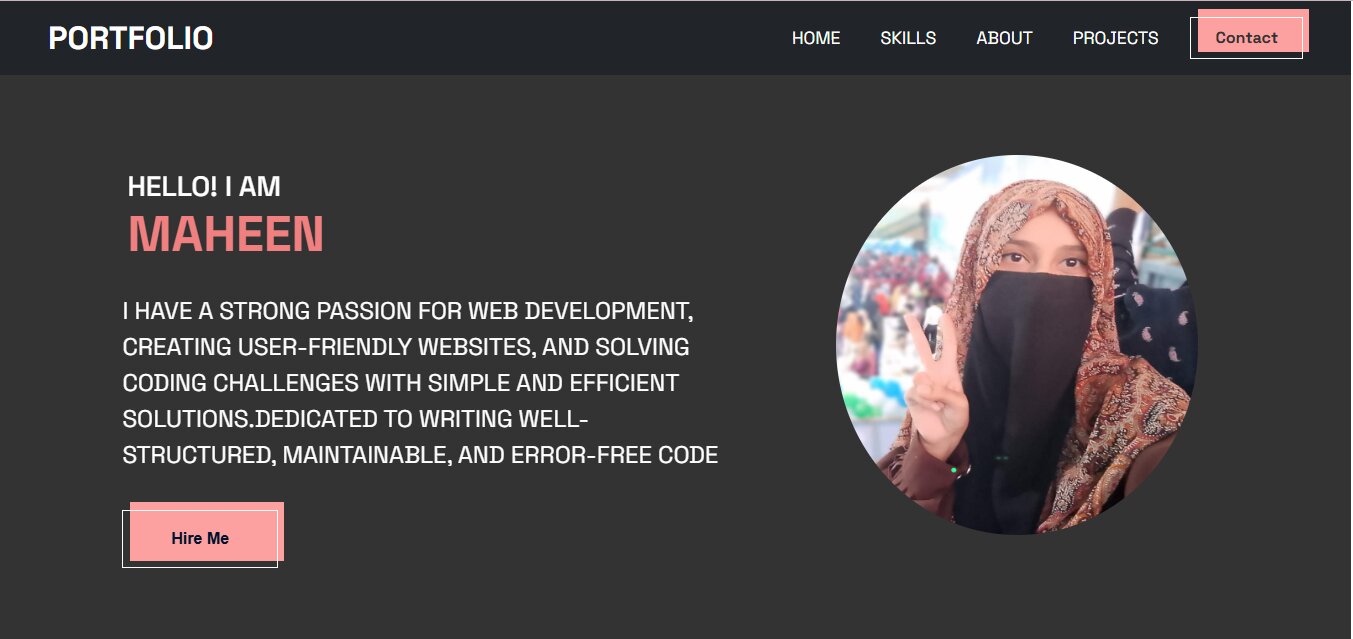 PORTFOLIO
HOME SKILLS ABOUT PROJECTS Contact
HELLO! I AM
MAHEEN
I HAVE A STRONG PASSION FOR WEB DEVELOPMENT,
CREATING USER-FRIENDLY WEBSITES, AND SOLVING
CODING CHALLENGES WITH SIMPLE AND EFFICIENT
SOLUTIONS.DEDICATED TO WRITING WELL-
STRUCTURED, MAINTAINABLE, AND ERROR-FREE CODE
Hire Me